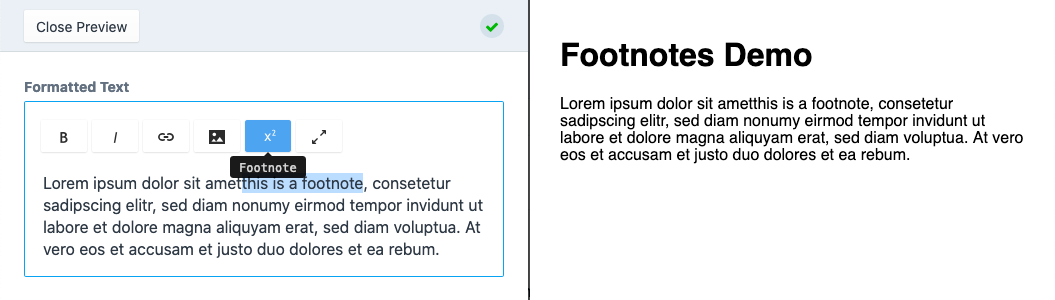 Close Preview
Formatted Text
B I x²
Footnote
Lorem ipsum dolor sit ametthis is a footnote, consetetur
sadipscing elitr, sed diam nonumy eirmod tempor invidunt ut
labore et dolore magna aliquyam erat, sed diam voluptua. At
vero eos et accusam et justo duo dolores et ea rebum.
Footnotes Demo
Lorem ipsum dolor sit ametthis is a footnote, consetetur
sadipscing elitr, sed diam nonumy eirmod tempor invidunt ut
labore et dolore magna aliquyam erat, sed diam voluptua. At vero
eos et accusam et justo duo dolores et ea rebum.